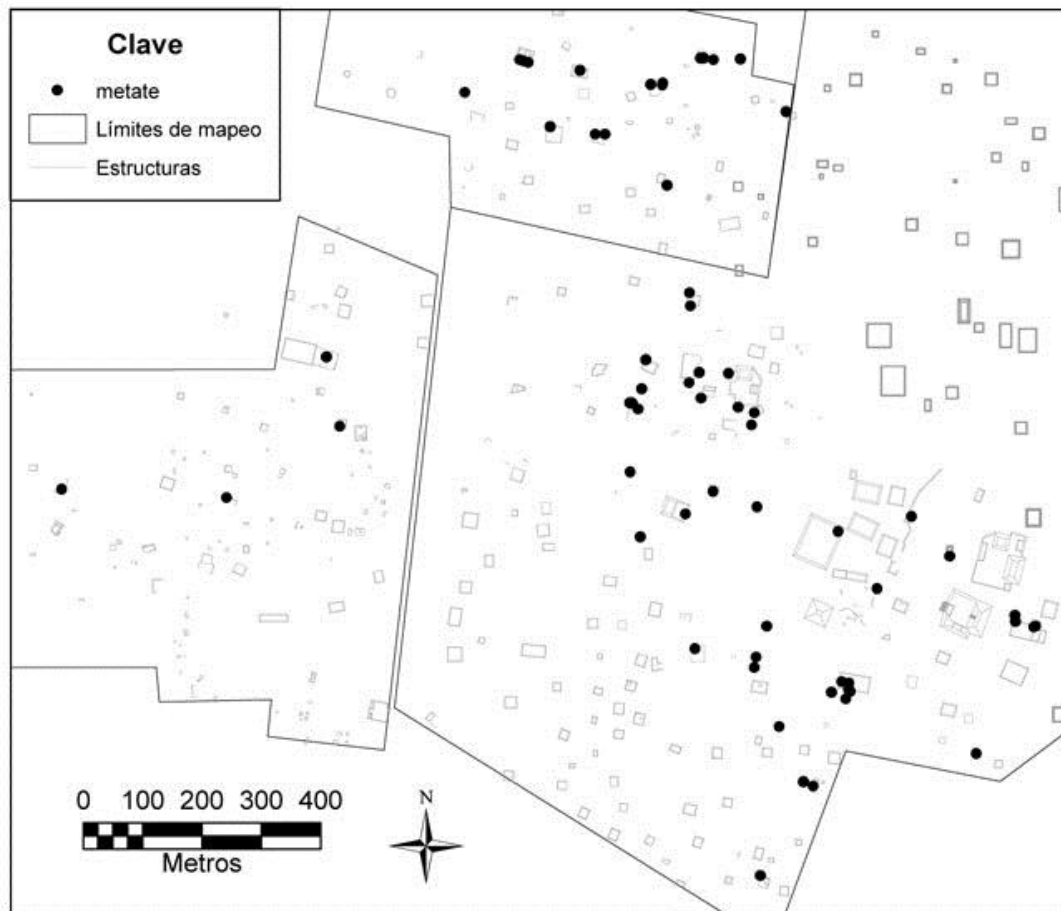 Clave
metate
Límites de mapeo
Estructuras
0 100 200 300 400
Metros
N